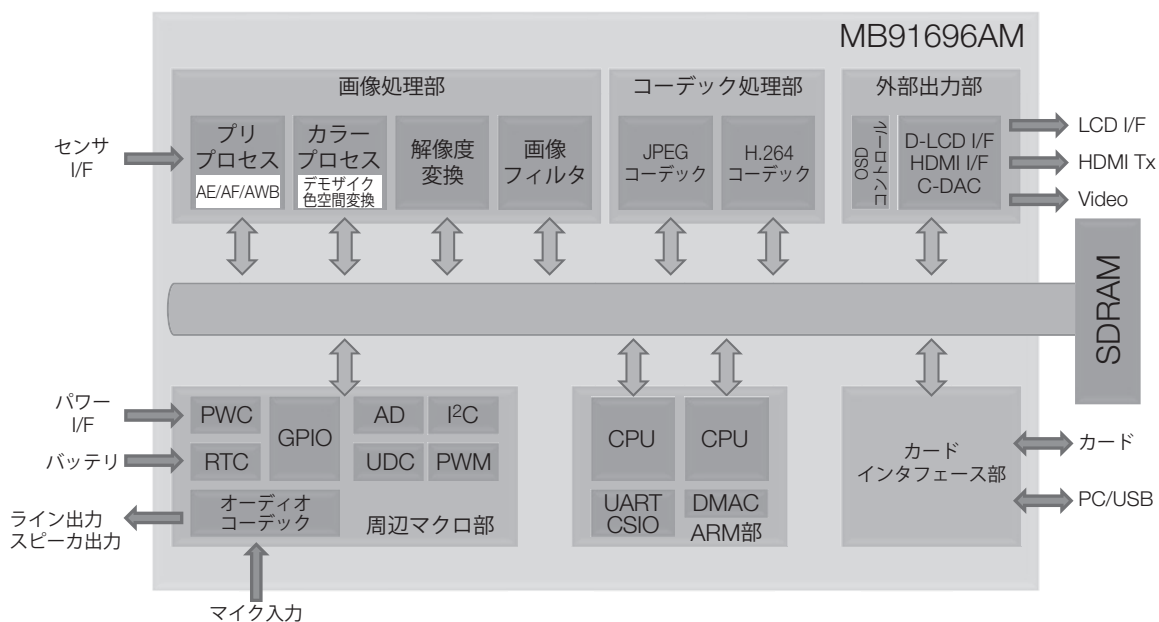 MB91696AM
画像処理部
コーデック処理部
外部出力部
センサ
I/F
プリ
プロセス
AE/AF/AWB
カラー
プロセス
デモザイク
色空間変換
解像度
変換
画像
フィルタ
JPEG
コーデック
H.264
コーデック
OSD
コントロール
D-LCD I/F
HDMI I/F
C-DAC
LCD I/F
HDMI Tx
Video
SDRAM
パワー
I/F
バッテリ
ライン出力
スピーカ出力
マイク入力
PWC
RTC
GPIO
AD
I²C
UDC
PWM
オーディオ
コーデック
周辺マクロ部
CPU
CPU
UART
CSIO
DMAC
ARM部
カード
インタフェース部
カード
PC/USB